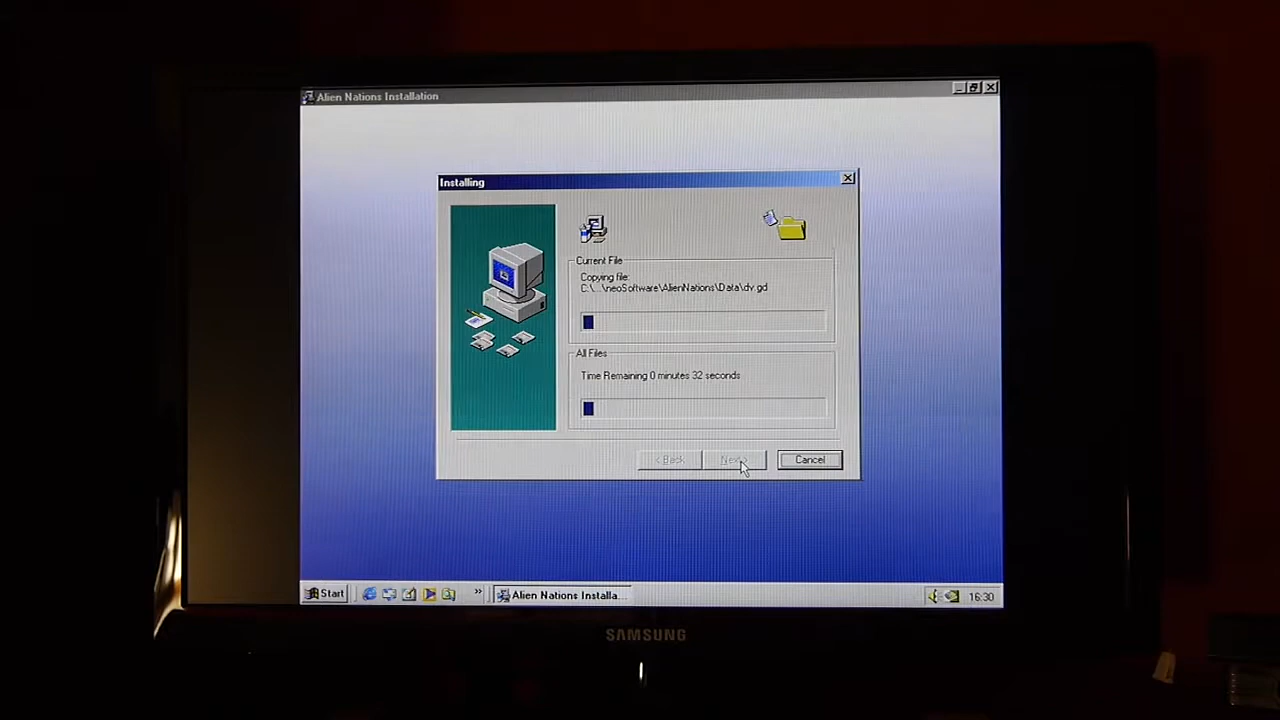 Alien Nations Installation
Installing
Current File
Copying file:
C:\...\neoSoftware\AlienNations\Data\dv.gd
All Files
Time Remaining 0 minutes 32 seconds
< Back
Next >
Cancel
Start
»
Alien Nations Installa...
16:30
SAMSUNG